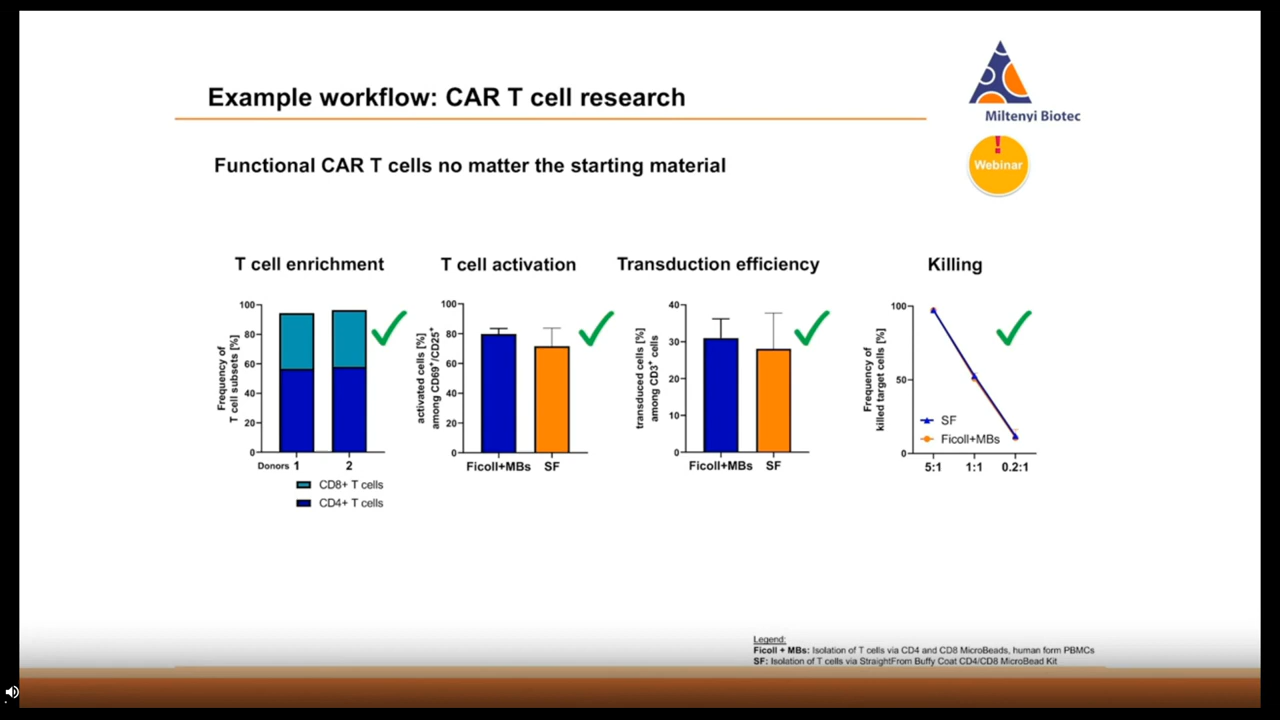 Example workflow: CAR T cell research
Miltenyi Biotec
!
Webinar
Functional CAR T cells no matter the starting material
T cell enrichment
Frequency of
T cell subsets [%]
100
80
60
40
20
0
Donors 1 2
CD8+ T cells
CD4+ T cells
T cell activation
activated cells [%]
among CD69+/CD25+
100
80
60
40
20
0
Ficoll+MBs SF
Transduction efficiency
transduced cells [%]
among CD3+ cells
40
30
20
10
0
Ficoll+MBs SF
Killing
Frequency of
killed target cells [%]
100
50
0
SF
Ficoll+MBs
5:1 1:1 0.2:1
Legend:
Ficoll + MBs: Isolation of T cells via CD4 and CD8 MicroBeads, human form PBMCs
SF: Isolation of T cells via StraightFrom Buffy Coat CD4/CD8 MicroBead Kit